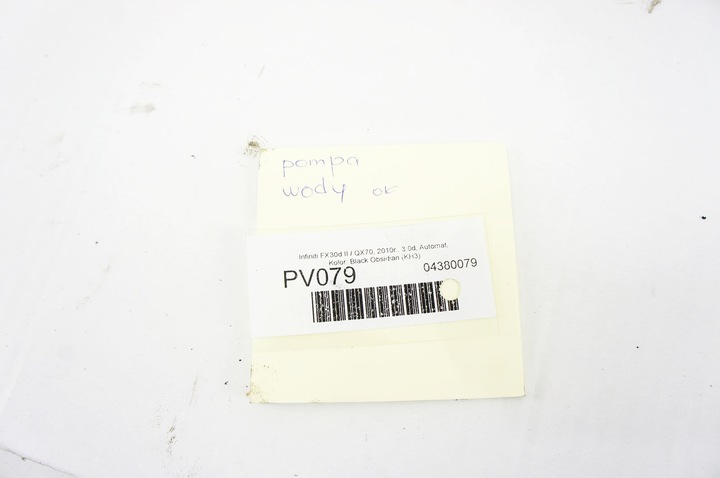 pompa
wody ok
Infiniti FX30d II / QX70, 2010r., 3.0d, Automat,
Kolor: Black Obsidian (KH3)
PV079 04380079